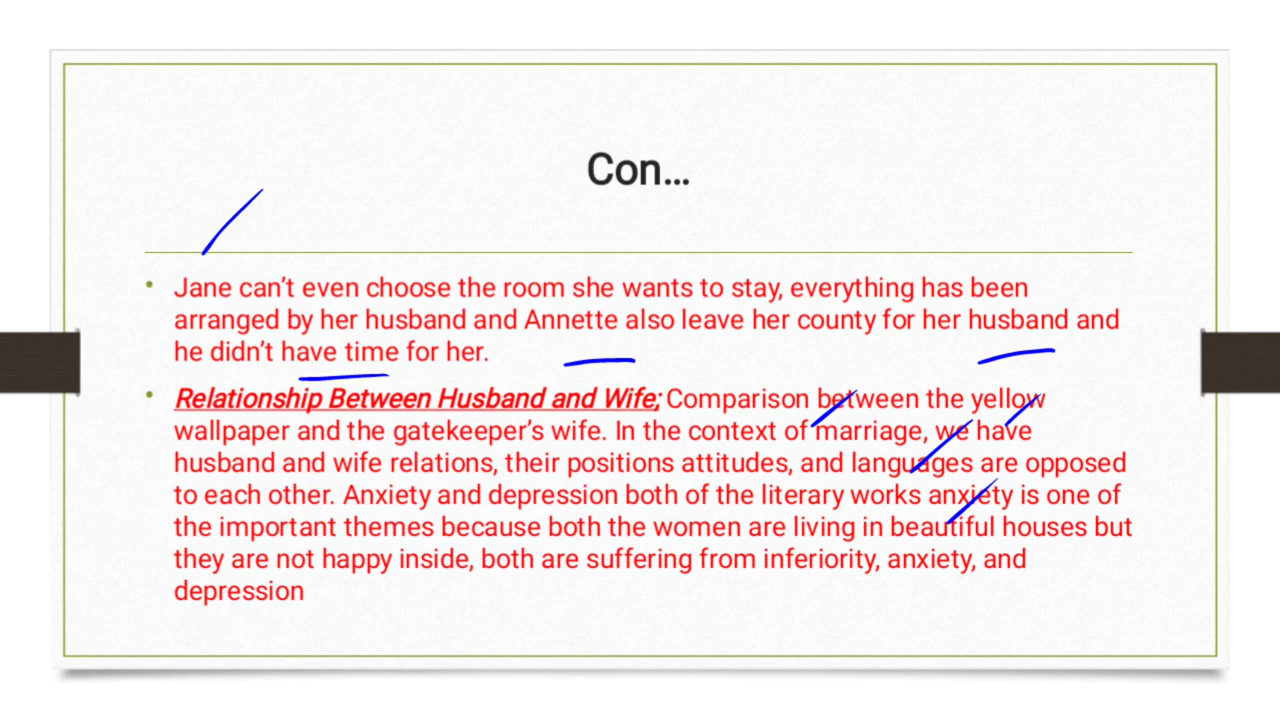 Con...
• Jane can't even choose the room she wants to stay, everything has been
arranged by her husband and Annette also leave her county for her husband and
he didn't have time for her.
• Relationship Between Husband and Wife; Comparison between the yellow
wallpaper and the gatekeeper's wife. In the context of marriage, we have
husband and wife relations, their positions attitudes, and languages are opposed
to each other. Anxiety and depression both of the literary works anxiety is one of
the important themes because both the women are living in beautiful houses but
they are not happy inside, both are suffering from inferiority, anxiety, and
depression